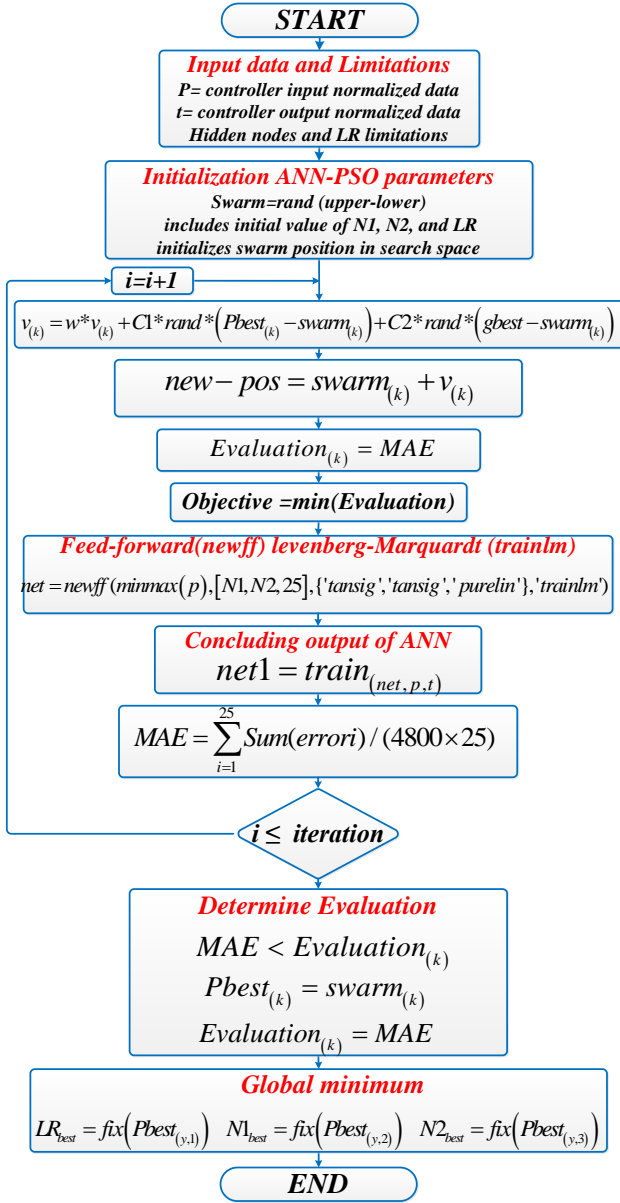 START
Input data and Limitations
P= controller input normalized data
t= controller output normalized data
Hidden nodes and LR limitations
Initialization ANN-PSO parameters
Swarm=rand (upper-lower)
includes initial value of N1, N2, and LR
initializes swarm position in search space
i=i+1
v(k) = w*v(k) + C1*rand*(Pbest(k) − swarm(k)) + C2*rand*(gbest − swarm(k))
new − pos = swarm(k) + v(k)
Evaluation(k) = MAE
Objective =min(Evaluation)
Feed-forward(newff) levenberg-Marquardt (trainlm)
net = newff (minmax(p),[N1,N2,25],{'tansig','tansig',' purelin'},'trainlm')
Concluding output of ANN
net1 = train(net,p,t)
MAE = 25∑i=1 Sum(errori) / (4800×25)
i ≤ iteration
Determine Evaluation
MAE < Evaluation(k)
Pbest(k) = swarm(k)
Evaluation(k) = MAE
Global minimum
LRbest = fix(Pbest(y,1)) N1best = fix(Pbest(y,2)) N2best = fix(Pbest(y,3))
END